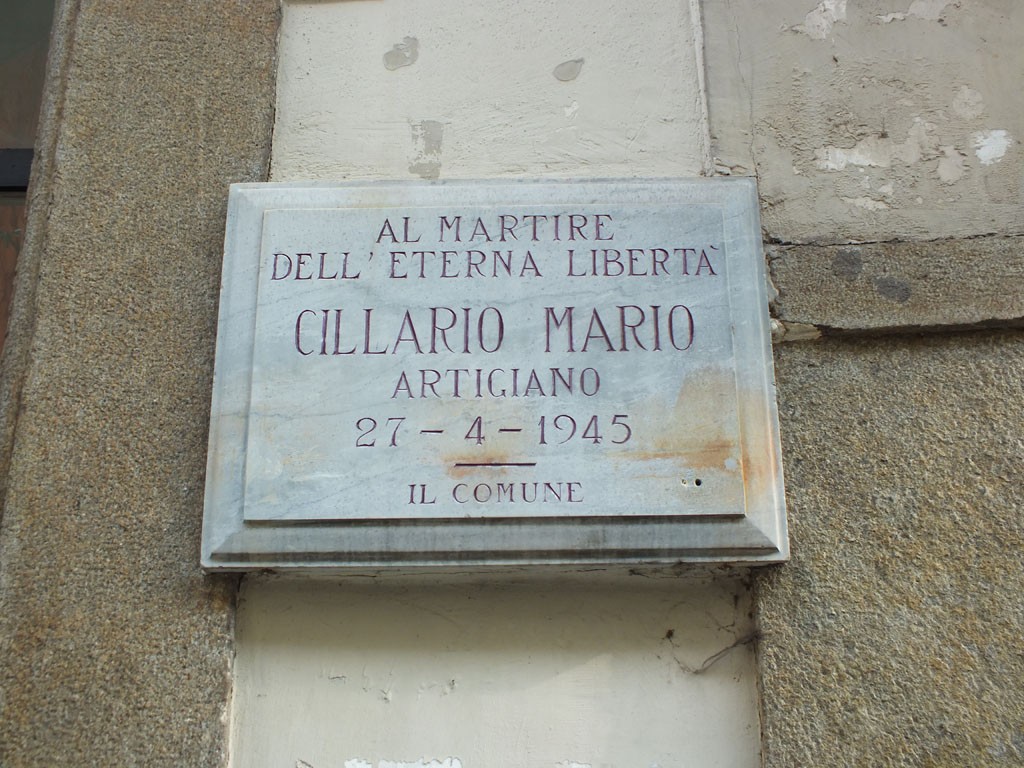 AL MARTIRE
DELL' ETERNA LIBERTÀ
CILLARIO MARIO
ARTIGIANO
27 - 4 - 1945
IL COMUNE